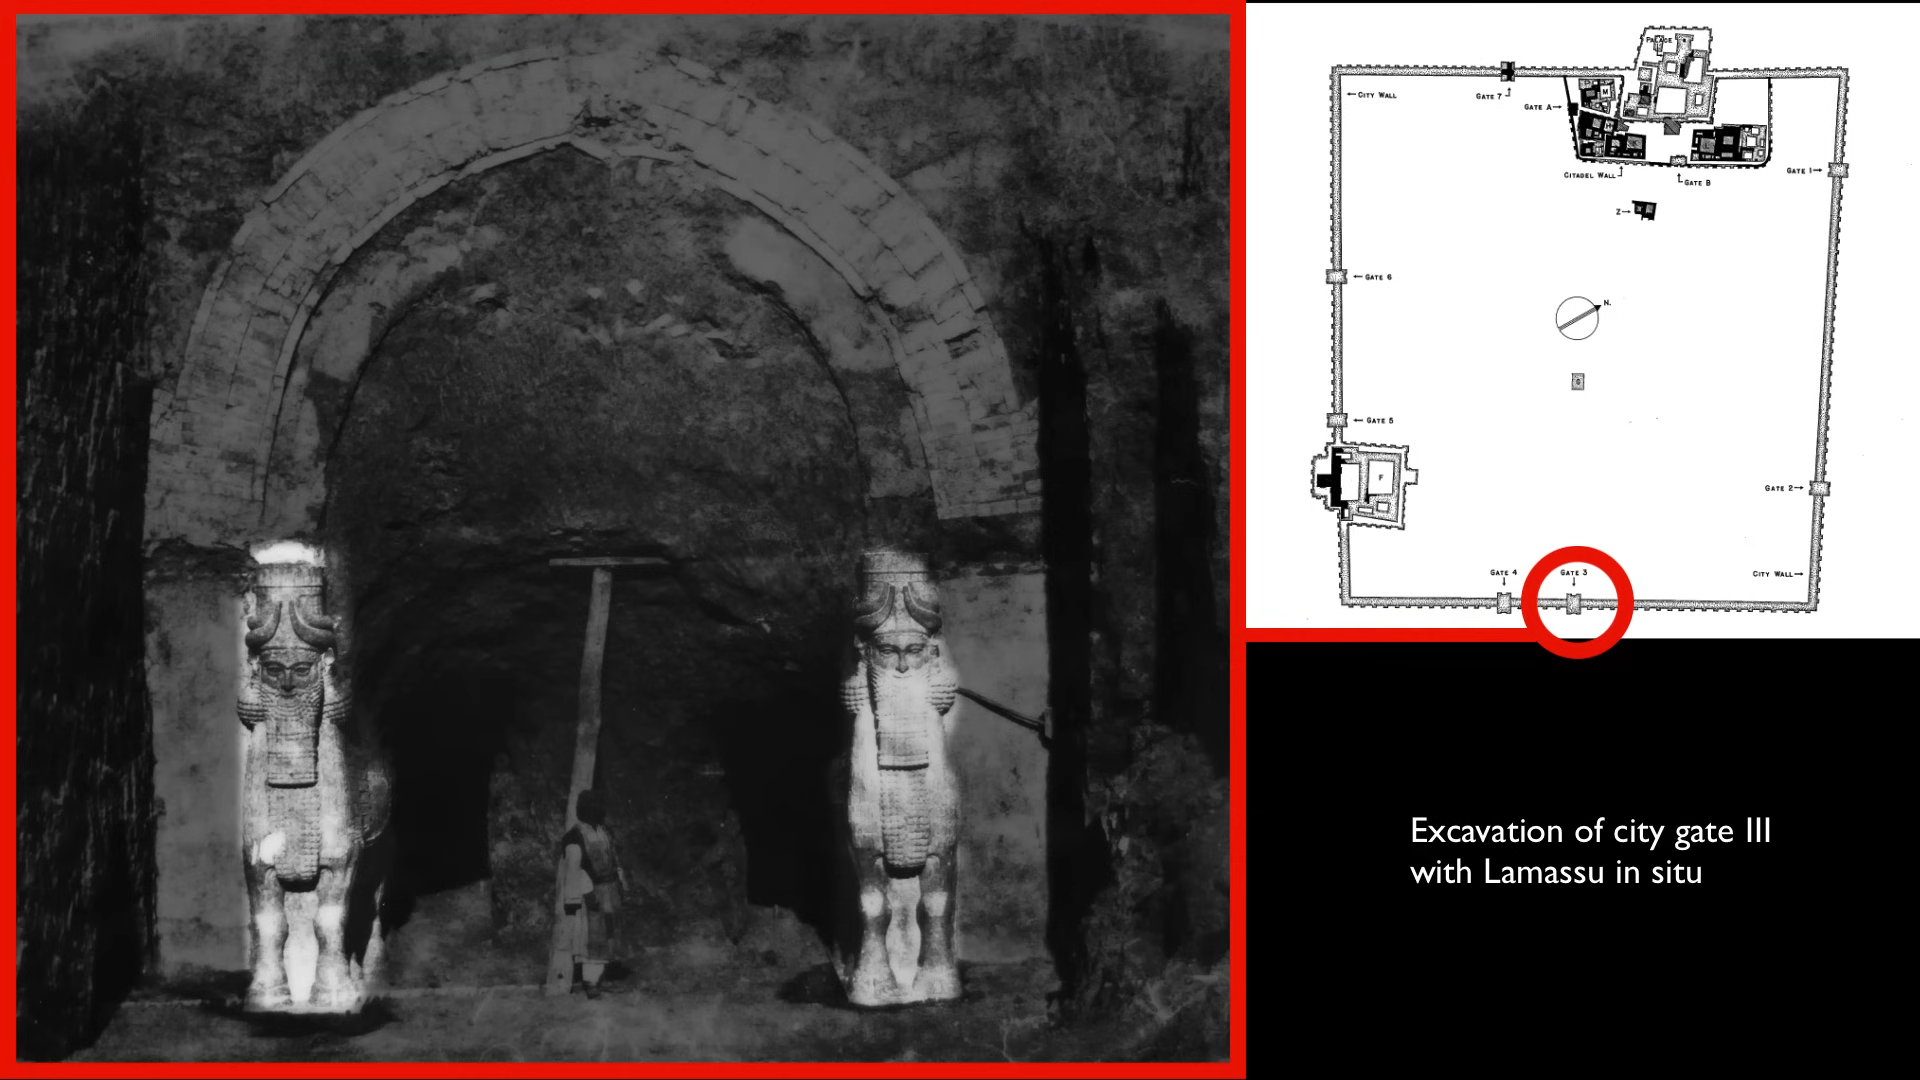 PALACE
GATE 7
CITY WALL
GATE A
M
CITADEL WALL
GATE B
GATE 1
Z
GATE 6
N.
G
GATE 5
F
GATE 2
GATE 4
GATE 3
CITY WALL
Excavation of city gate III
with Lamassu in situ